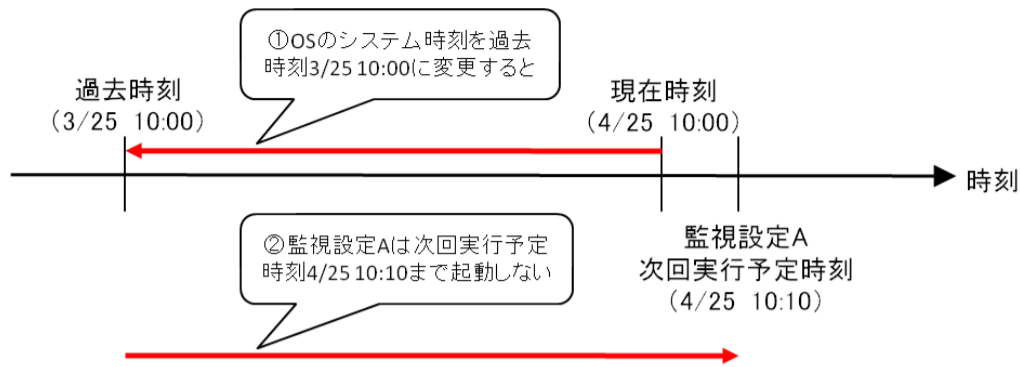 ①OSのシステム時刻を過去
時刻3/25 10:00に変更すると
過去時刻
（3/25 10:00）
現在時刻
（4/25 10:00）
時刻
②監視設定Aは次回実行予定
時刻4/25 10:10まで起動しない
監視設定A
次回実行予定時刻
（4/25 10:10）